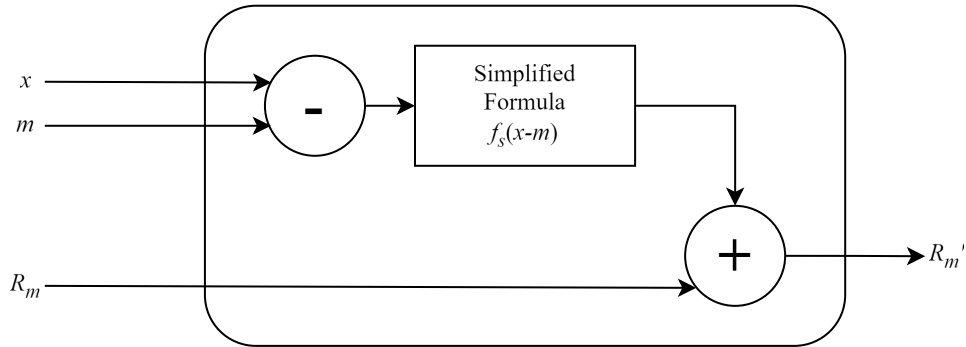 x
m
-
Simplified
Formula
fₛ(x-m)
+
Rₘ
Rₘ'